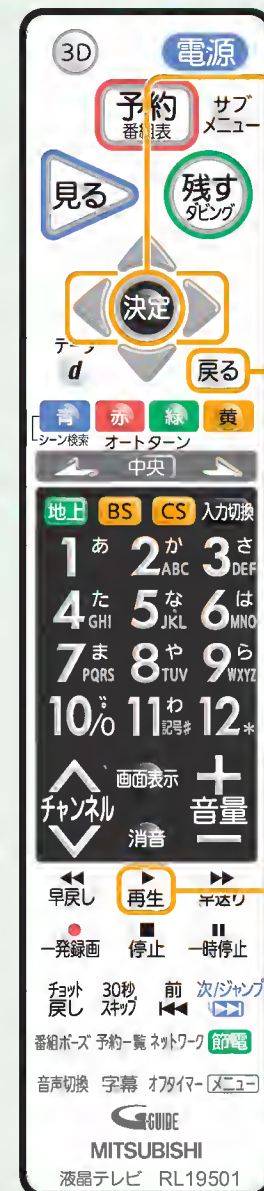 3D 電源
予約 サブ
番組表 メニュー
見る 残す
ダビング
決定
データ
d 戻る
青 赤 緑 黄
シーン検索 オートターン
中央
地上 BS CS 入力切換
1 あ 2 か ABC 3 さ DEF
4 た GHI 5 な JKL 6 は MNO
7 ま PQRS 8 や TUV 9 ら WXYZ
10/0 11 わ 記号# 12 *
画面表示 +
チャンネル 音量
消音 −
◀◀ ▶ ▶▶
早戻し 再生 早送り
● ■ ❚❚
一発録画 停止 一時停止
チョット 30秒 前 次/ジャンプ
戻し スキップ |◀◀ ▶▶|
番組ポーズ 予約一覧 ネットワーク 節電
音声切換 字幕 オフタイマー メニュー
G-GUIDE
MITSUBISHI
液晶テレビ RL19501